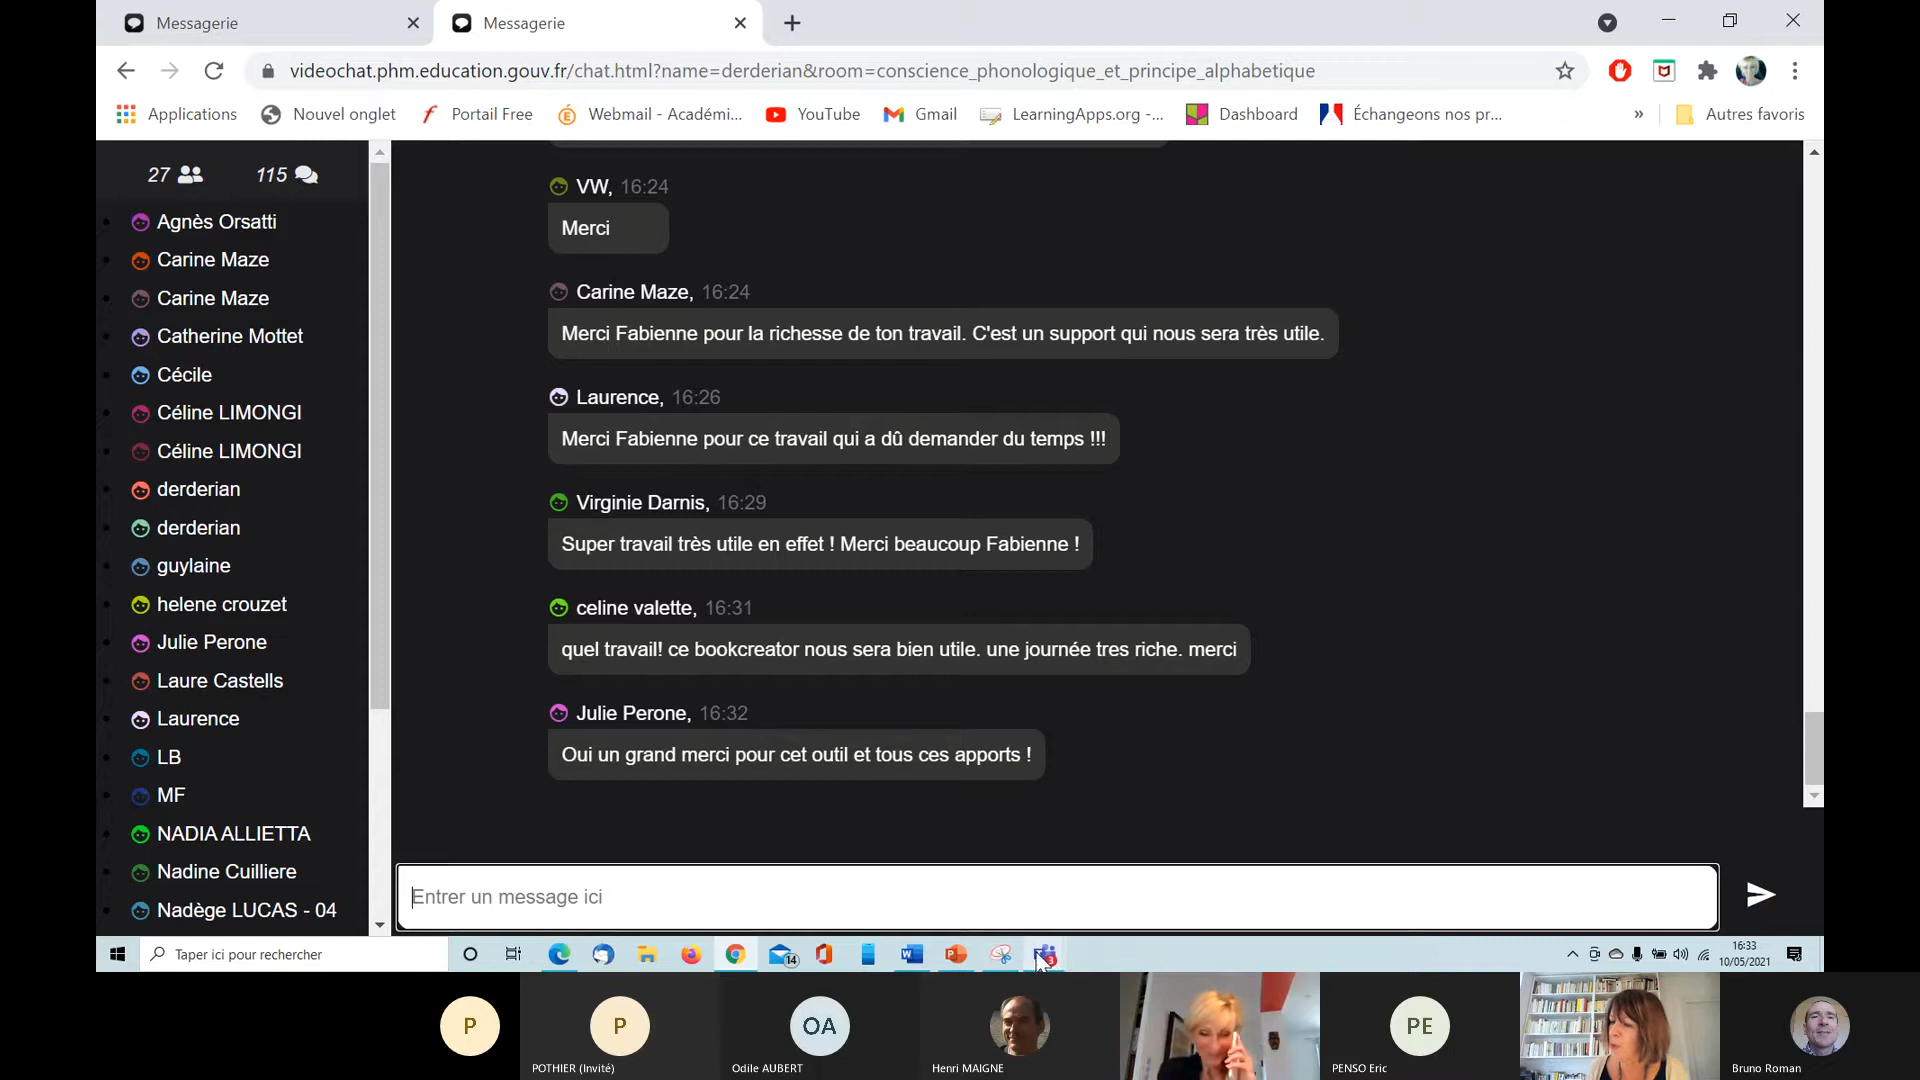 Messagerie
Messagerie
videochat.phm.education.gouv.fr/chat.html?name=derderian&room=conscience_phonologique_et_principe_alphabetique
Applications
Nouvel onglet
Portail Free
Webmail - Académi...
YouTube
Gmail
LearningApps.org -...
Dashboard
Échangeons nos pr...
»
Autres favoris
27
115
Agnès Orsatti
Carine Maze
Carine Maze
Catherine Mottet
Cécile
Céline LIMONGI
Céline LIMONGI
derderian
derderian
guylaine
helene crouzet
Julie Perone
Laure Castells
Laurence
LB
MF
NADIA ALLIETTA
Nadine Cuilliere
Nadège LUCAS - 04
VW, 16:24
Merci
Carine Maze, 16:24
Merci Fabienne pour la richesse de ton travail. C'est un support qui nous sera très utile.
Laurence, 16:26
Merci Fabienne pour ce travail qui a dû demander du temps !!!
Virginie Darnis, 16:29
Super travail très utile en effet ! Merci beaucoup Fabienne !
celine valette, 16:31
quel travail! ce bookcreator nous sera bien utile. une journée tres riche. merci
Julie Perone, 16:32
Oui un grand merci pour cet outil et tous ces apports !
Entrer un message ici
Taper ici pour rechercher
14
3
16:33
10/05/2021
P
P
POTHIER (Invité)
OA
Odile AUBERT
Henri MAIGNE
PE
PENSO Eric
Bruno Roman